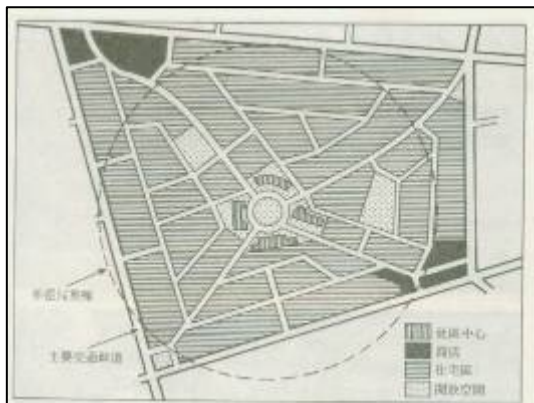 主要交通幹道
社區中心
商店
住宅區
開放空間